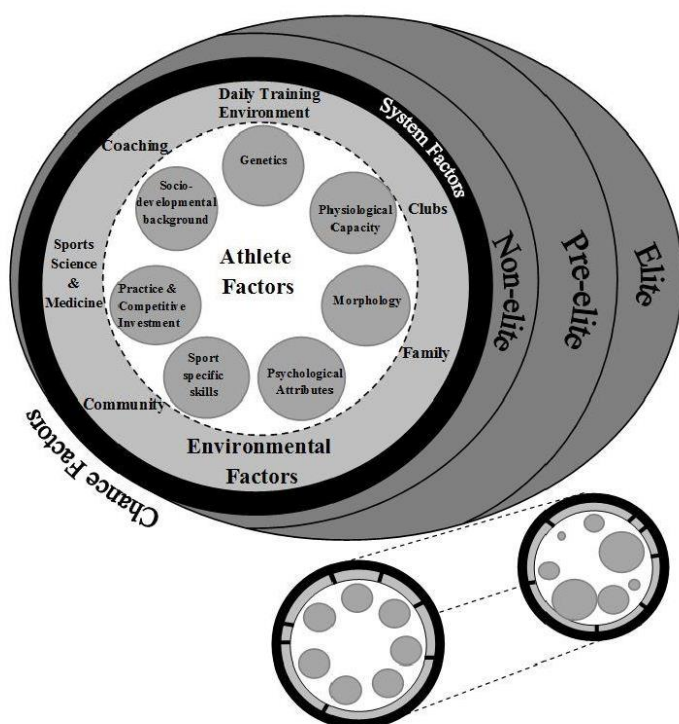 Daily Training
Environment
System Factors
Coaching
Genetics
Socio-
developmental
background
Physiological
Capacity
Clubs
Sports
Science
&
Medicine
Athlete
Factors
Practice &
Competitive
Investment
Morphology
Non-elite
Pre-elite
Elite
Family
Sport
specific
skills
Psychological
Attributes
Community
Environmental
Factors
Chance Factors